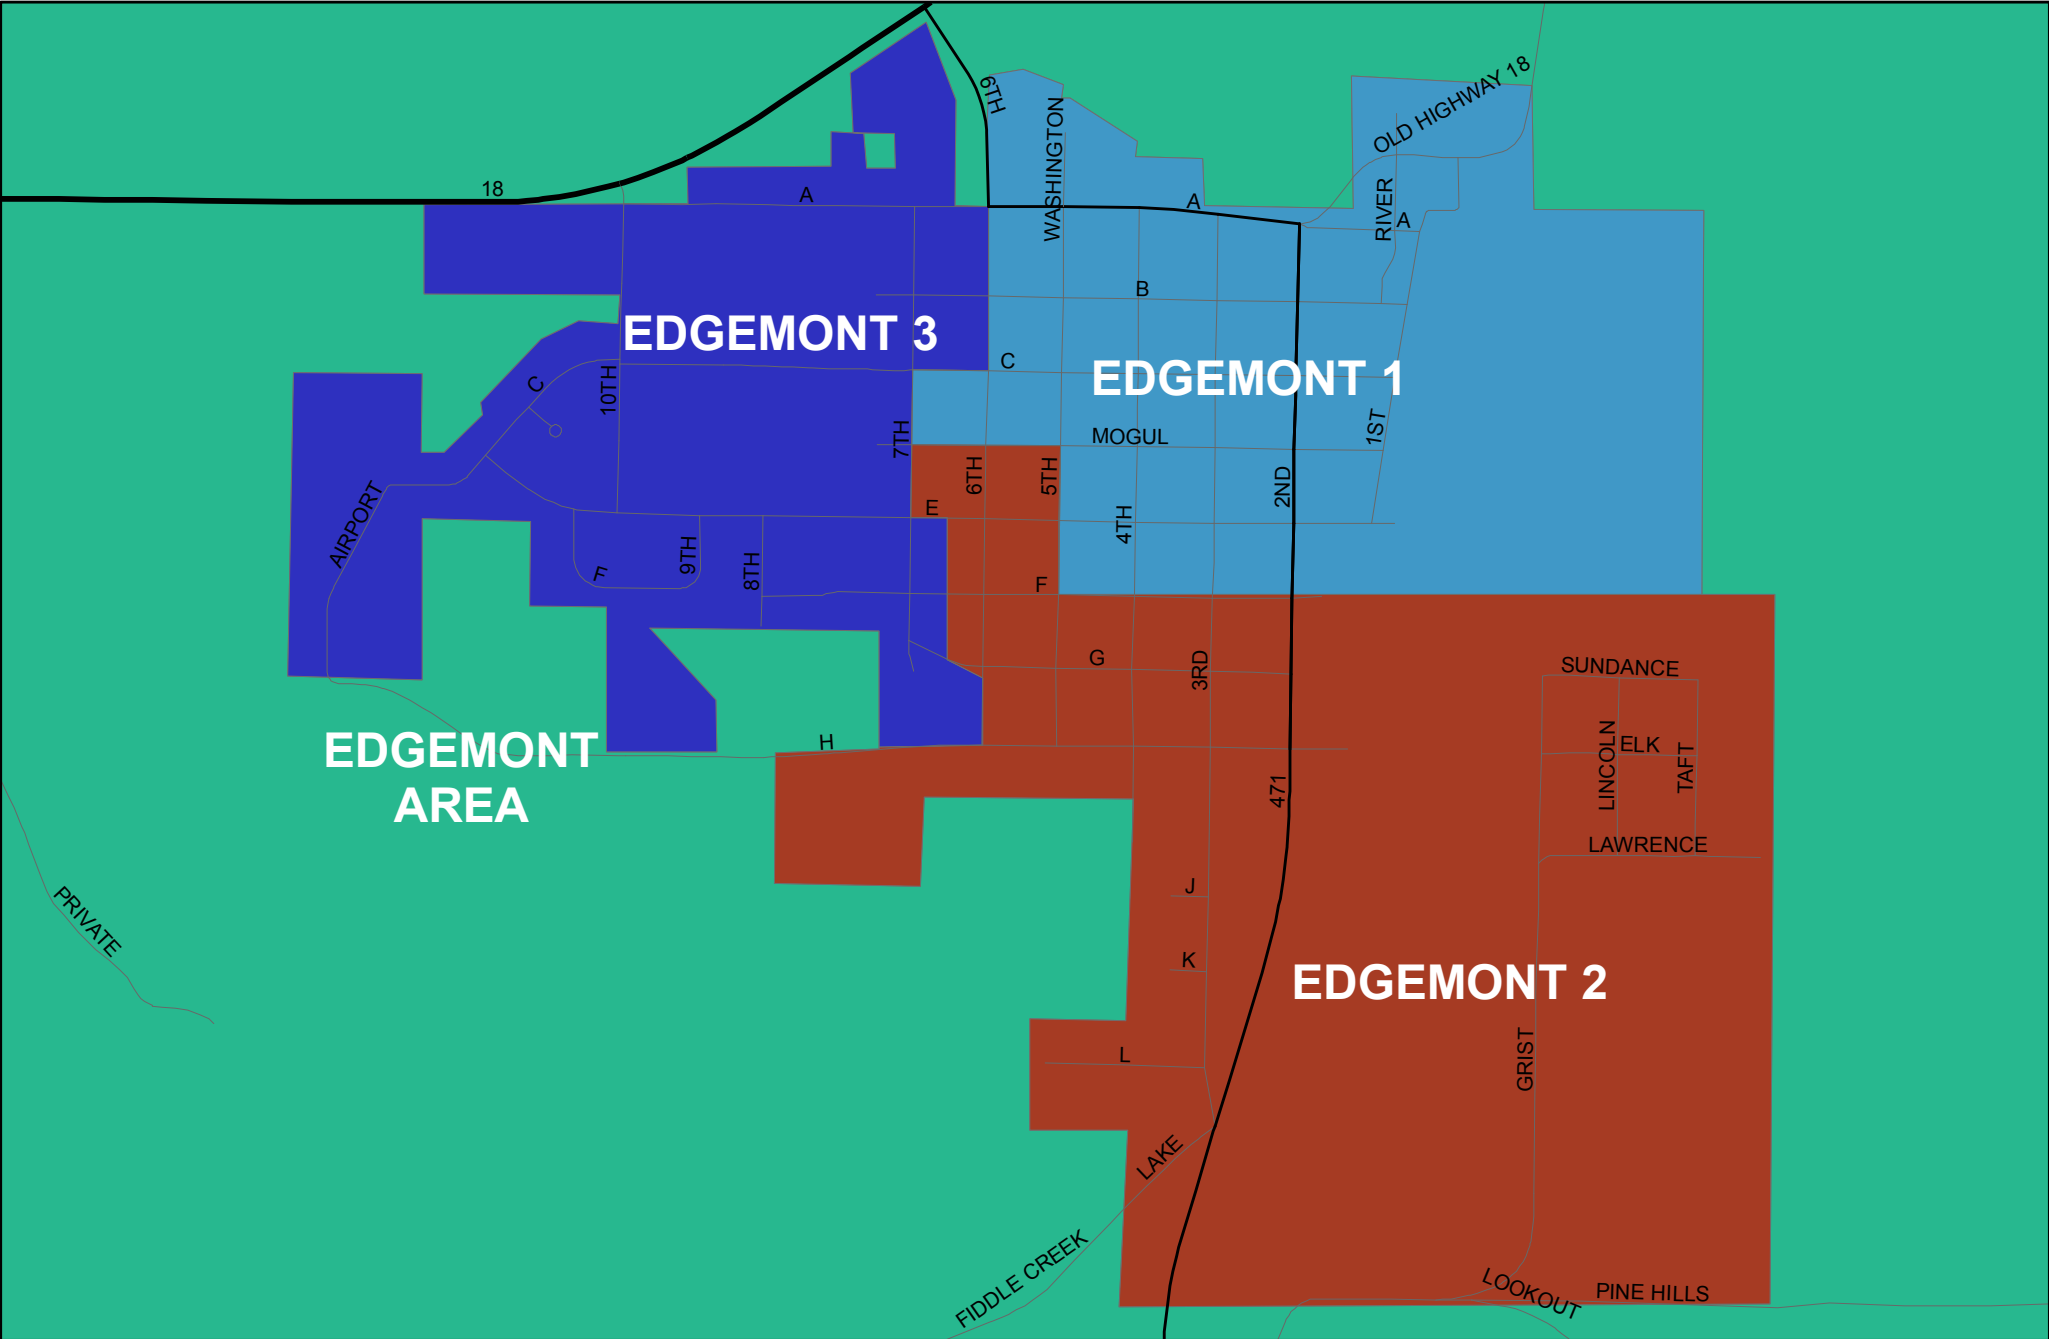 OLD HIGHWAY 18
6TH
WASHINGTON
18
A
A
RIVER
A
B
EDGEMONT 3
C
EDGEMONT 1
C
10TH
7TH
MOGUL
1ST
6TH
5TH
2ND
E
4TH
AIRPORT
9TH
8TH
F
F
G
3RD
SUNDANCE
H
EDGEMONT
AREA
LINCOLN
ELK
TAFT
471
LAWRENCE
J
PRIVATE
K
EDGEMONT 2
L
GRIST
LAKE
FIDDLE CREEK
LOOKOUT
PINE HILLS